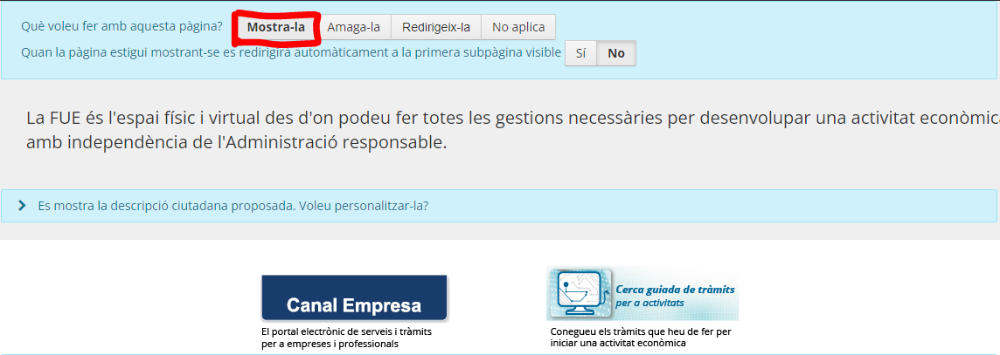 Què voleu fer amb aquesta pàgina? Mostra-la Amaga-la Redirigeix-la No aplica
Quan la pàgina estigui mostrant-se es redirigirà automàticament a la primera subpàgina visible Sí No
La FUE és l'espai físic i virtual des d'on podeu fer totes les gestions necessàries per desenvolupar una activitat econòmica
amb independència de l'Administració responsable.
Es mostra la descripció ciutadana proposada. Voleu personalitzar-la?
Canal Empresa
El portal electrònic de serveis i tràmits
per a empreses i professionals
Cerca guiada de tràmits
per a activitats
Conegueu els tràmits que heu de fer per
iniciar una activitat econòmica